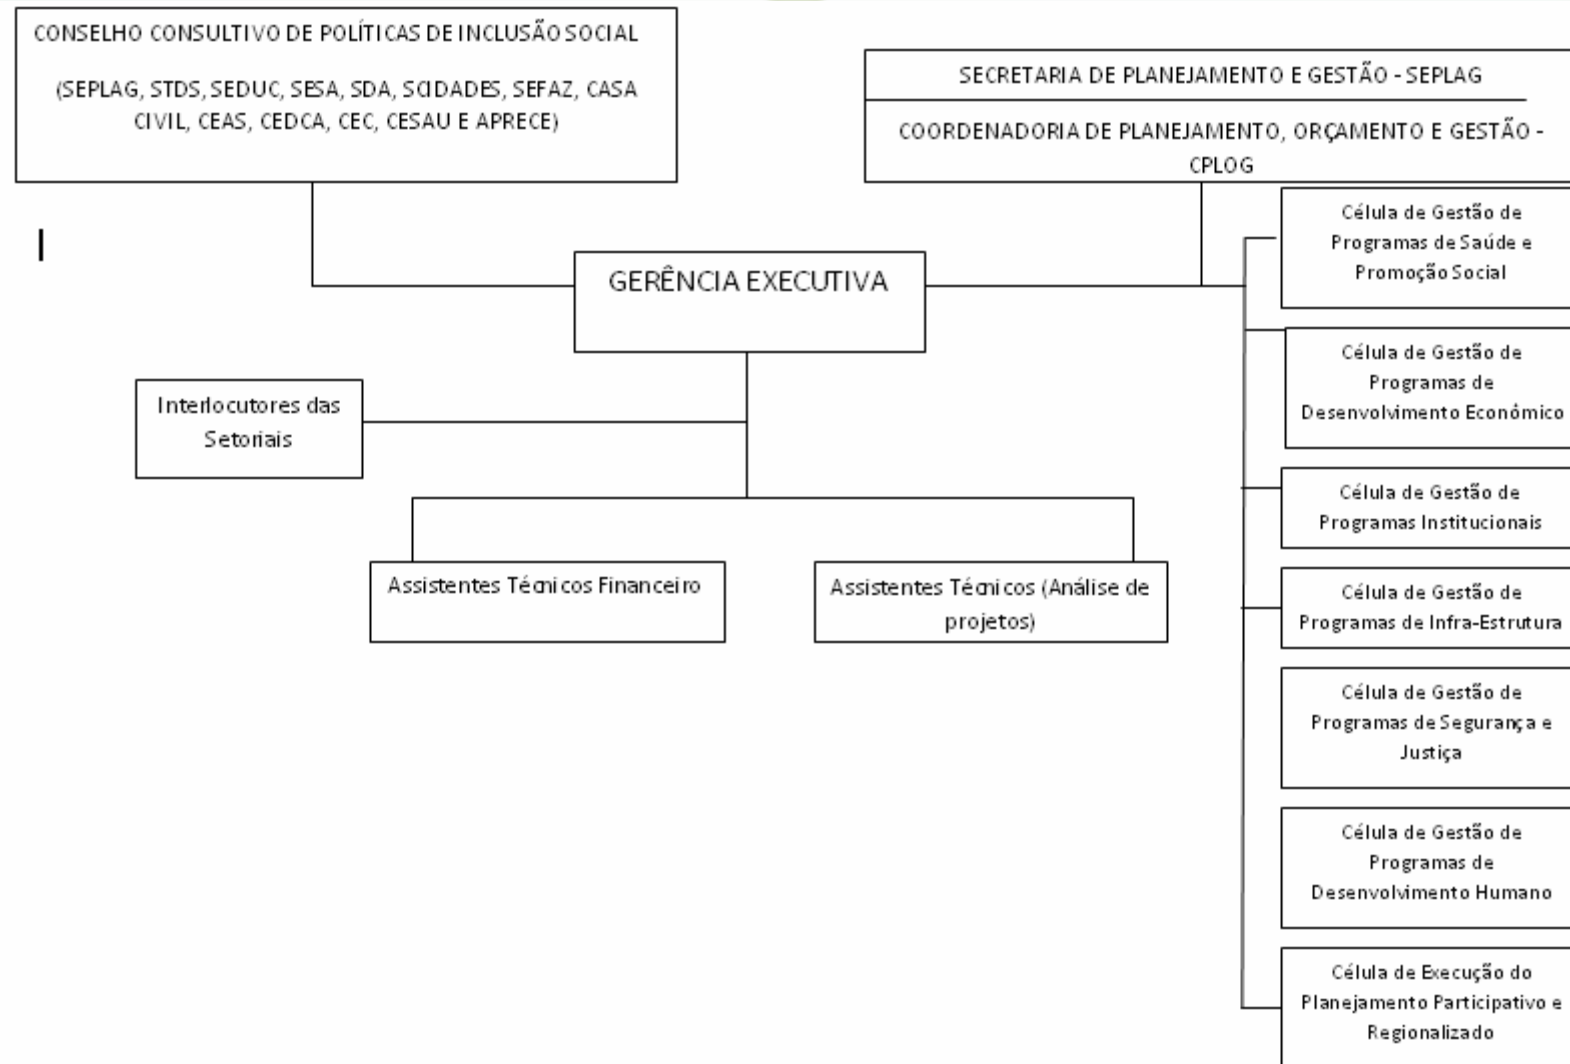 CONSELHO CONSULTIVO DE POLÍTICAS DE INCLUSÃO SOCIAL
(SEPLAG, STDS, SEDUC, SESA, SDA, SCIDADES, SEFAZ, CASA
CIVIL, CEAS, CEDCA, CEC, CESAU E APRECE)
SECRETARIA DE PLANEJAMENTO E GESTÃO - SEPLAG
COORDENADORIA DE PLANEJAMENTO, ORÇAMENTO E GESTÃO -
CPLOG
GERÊNCIA EXECUTIVA
Interlocutores das
Setoriais
Assistentes Técnicos Financeiro
Assistentes Técnicos (Análise de
projetos)
Célula de Gestão de
Programas de Saúde e
Promoção Social
Célula de Gestão de
Programas de
Desenvolvimento Econômico
Célula de Gestão de
Programas Institucionais
Célula de Gestão de
Programas de Infra-Estrutura
Célula de Gestão de
Programas de Segurança e
Justiça
Célula de Gestão de
Programas de
Desenvolvimento Humano
Célula de Execução do
Planejamento Participativo e
Regionalizado